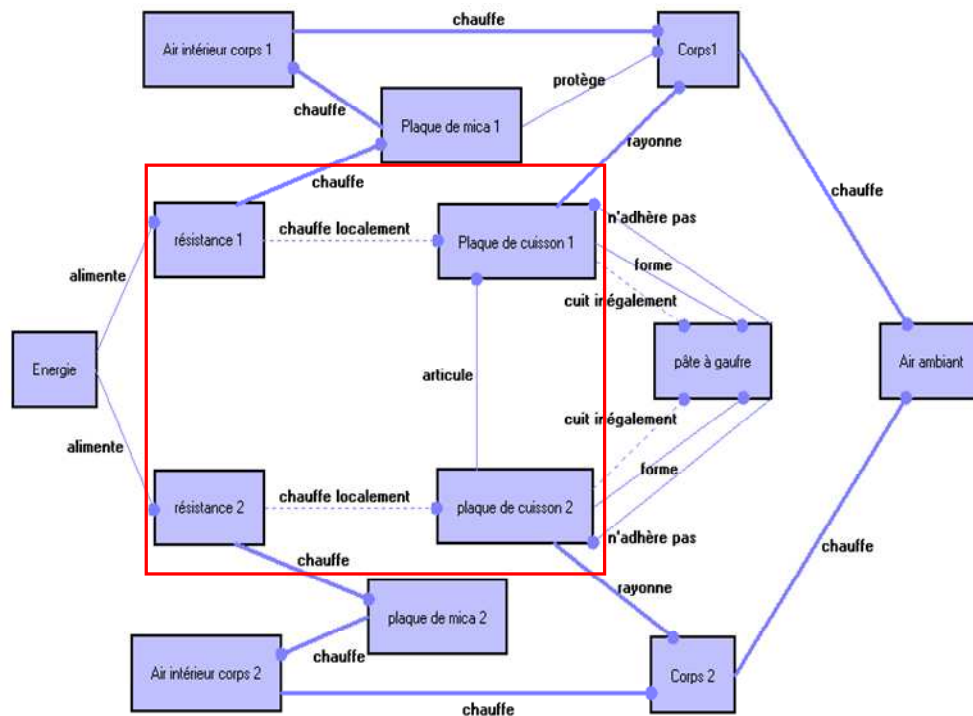 chauffe
Air intérieur corps 1
Corps1
protège
chauffe
Plaque de mica 1
rayonne
chauffe
chauffe
n'adhère pas
résistance 1
chauffe localement
Plaque de cuisson 1
forme
alimente
cuit inégalement
Energie
articule
pâte à gaufre
Air ambiant
cuit inégalement
alimente
forme
résistance 2
chauffe localement
plaque de cuisson 2
n'adhère pas
chauffe
chauffe
rayonne
plaque de mica 2
chauffe
Air intérieur corps 2
Corps 2
chauffe